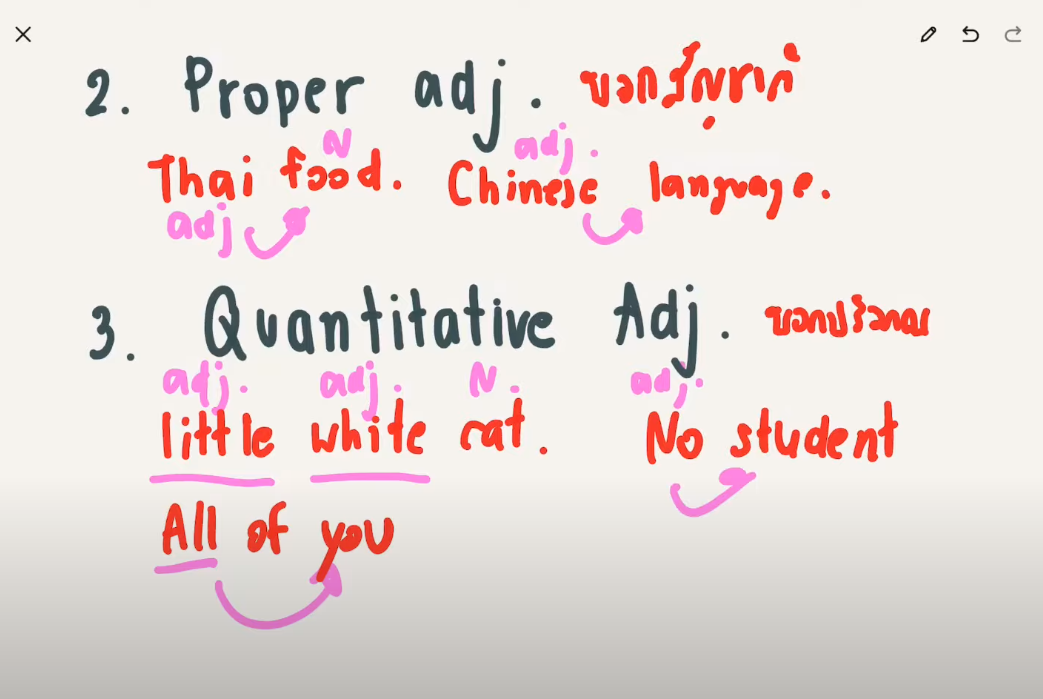 2. Proper adj. บอกสัญชาติ
N adj.
Thai food. Chinese language.
adj
3. Quantitative Adj. บอกปริมาณ
adj. adj. N. adj.
little white cat. No student
All of you